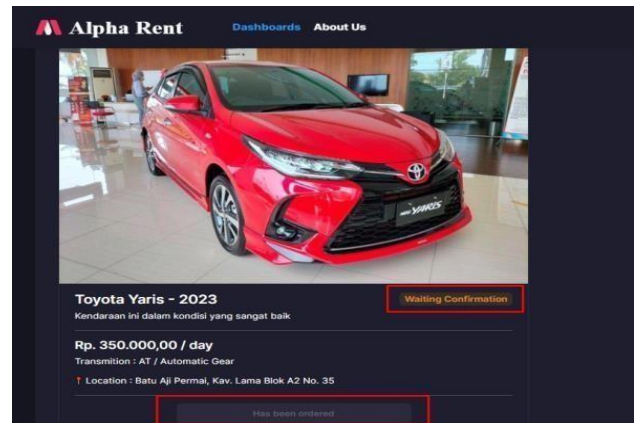 Alpha Rent Dashboards About Us
YARIS
Toyota Yaris - 2023
Waiting Confirmation
Kendaraan ini dalam kondisi yang sangat baik
Rp. 350.000,00 / day
Transmition : AT / Automatic Gear
Location : Batu Aji Permai, Kav. Lama Blok A2 No. 35
Has been ordered